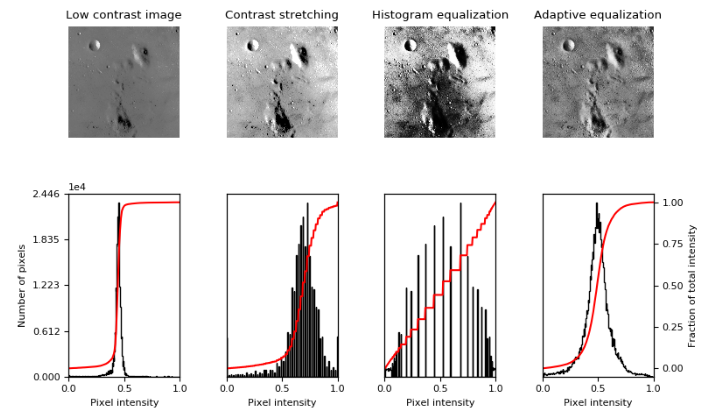 Low contrast image
Contrast stretching
Histogram equalization
Adaptive equalization
1e4
2.446
1.835
1.223
0.612
0.000
Number of pixels
0.0 0.5 1.0
Pixel intensity
0.0 0.5 1.0
Pixel intensity
0.0 0.5 1.0
Pixel intensity
0.0 0.5 1.0
Pixel intensity
1.00
0.75
0.50
0.25
0.00
Fraction of total intensity